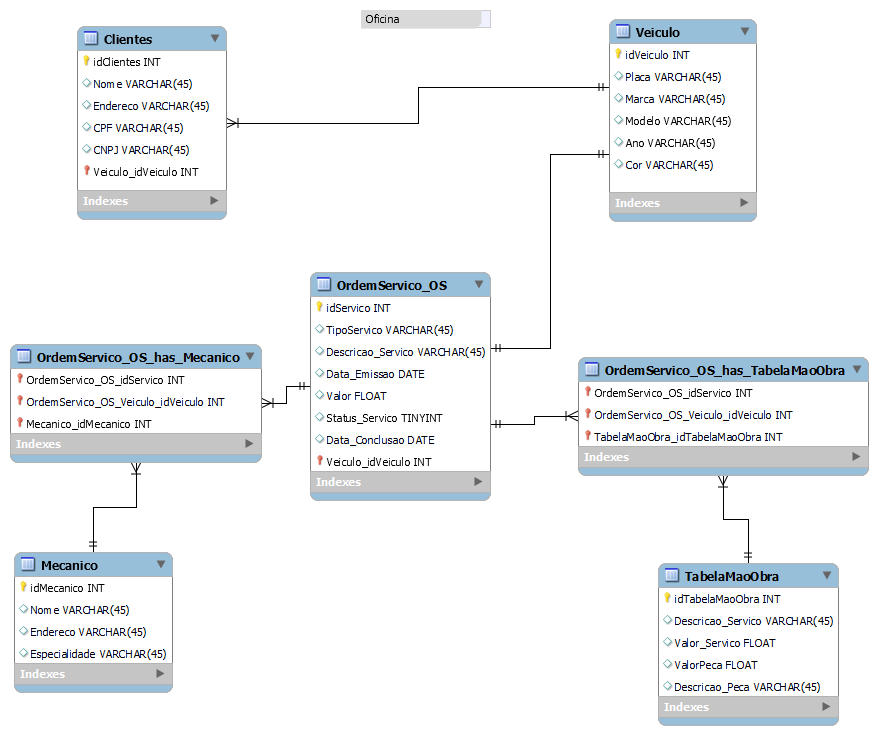 Oficina
Clientes
idClientes INT
Nome VARCHAR(45)
Endereco VARCHAR(45)
CPF VARCHAR(45)
CNPJ VARCHAR(45)
Veiculo_idVeiculo INT
Indexes
Veiculo
idVeiculo INT
Placa VARCHAR(45)
Marca VARCHAR(45)
Modelo VARCHAR(45)
Ano VARCHAR(45)
Cor VARCHAR(45)
Indexes
OrdemServico_OS
idServico INT
TipoServico VARCHAR(45)
Descricao_Servico VARCHAR(45)
Data_Emissao DATE
Valor FLOAT
Status_Servico TINYINT
Data_Conclusao DATE
Veiculo_idVeiculo INT
Indexes
OrdemServico_OS_has_Mecanico
OrdemServico_OS_idServico INT
OrdemServico_OS_Veiculo_idVeiculo INT
Mecanico_idMecanico INT
Indexes
OrdemServico_OS_has_TabelaMaoObra
OrdemServico_OS_idServico INT
OrdemServico_OS_Veiculo_idVeiculo INT
TabelaMaoObra_idTabelaMaoObra INT
Indexes
Mecanico
idMecanico INT
Nome VARCHAR(45)
Endereco VARCHAR(45)
Especialidade VARCHAR(45)
Indexes
TabelaMaoObra
idTabelaMaoObra INT
Descricao_Servico VARCHAR(45)
Valor_Servico FLOAT
ValorPeca FLOAT
Descricao_Peca VARCHAR(45)
Indexes